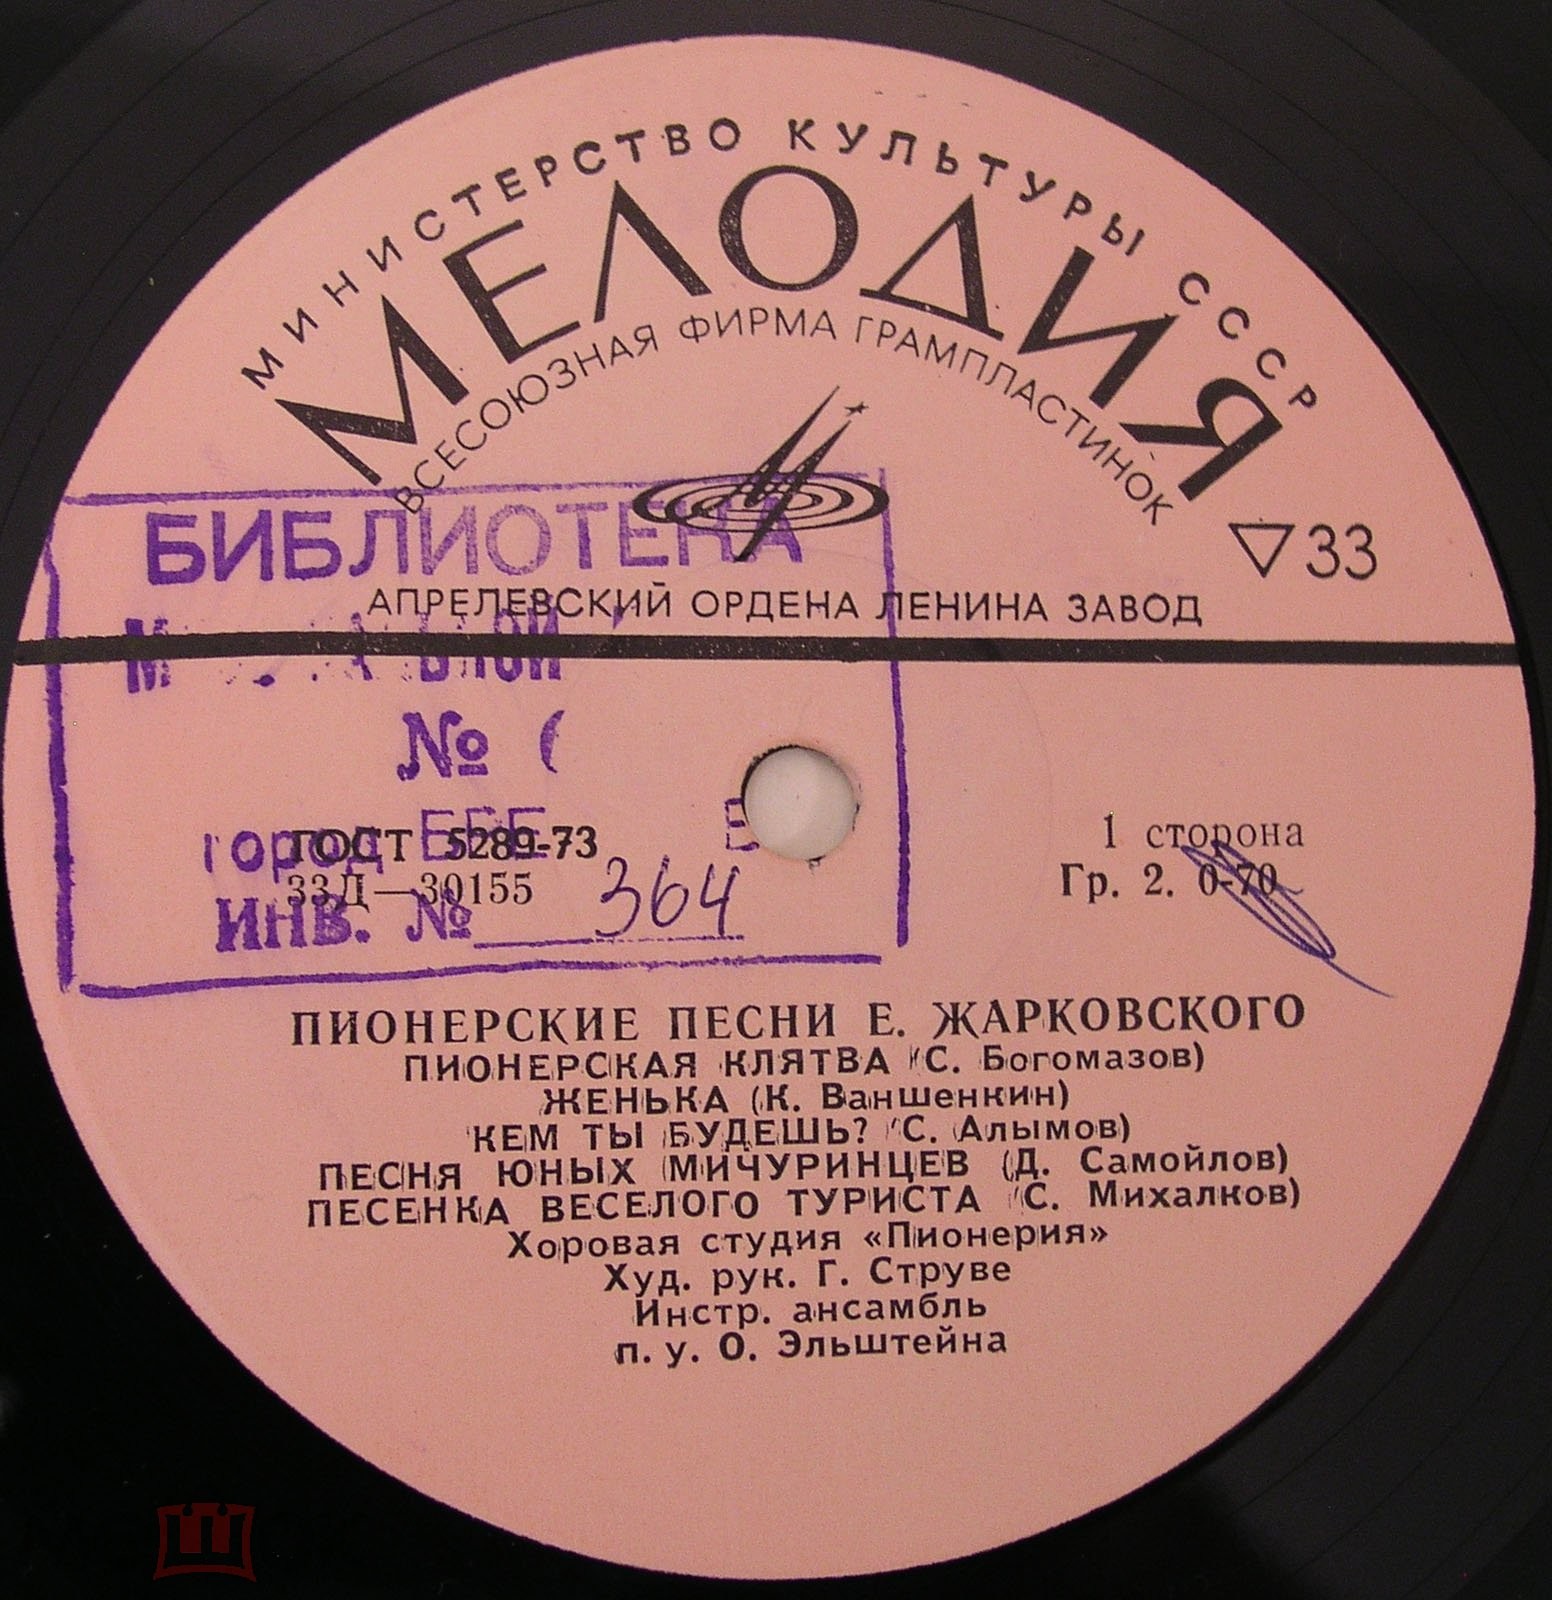 МИНИСТЕРСТВО КУЛЬТУРЫ СССР
МЕЛОДИЯ
ВСЕСОЮЗНАЯ ФИРМА ГРАМПЛАСТИНОК
▽33
БИБЛИОТЕКА
АПРЕЛЕВСКИЙ ОРДЕНА ЛЕНИНА ЗАВОД
№
город
ГОСТ 5289-73
33Д—30155
ИНВ. № 364
1 сторона
Гр. 2. 0-70
ПИОНЕРСКИЕ ПЕСНИ Е. ЖАРКОВСКОГО
ПИОНЕРСКАЯ КЛЯТВА (С. Богомазов)
ЖЕНЬКА (К. Ваншенкин)
КЕМ ТЫ БУДЕШЬ? (С. Алымов)
ПЕСНЯ ЮНЫХ МИЧУРИНЦЕВ (Д. Самойлов)
ПЕСЕНКА ВЕСЕЛОГО ТУРИСТА (С. Михалков)
Хоровая студия «Пионерия»
Худ. рук. Г. Струве
Инстр. ансамбль
п. у. О. Эльштейна